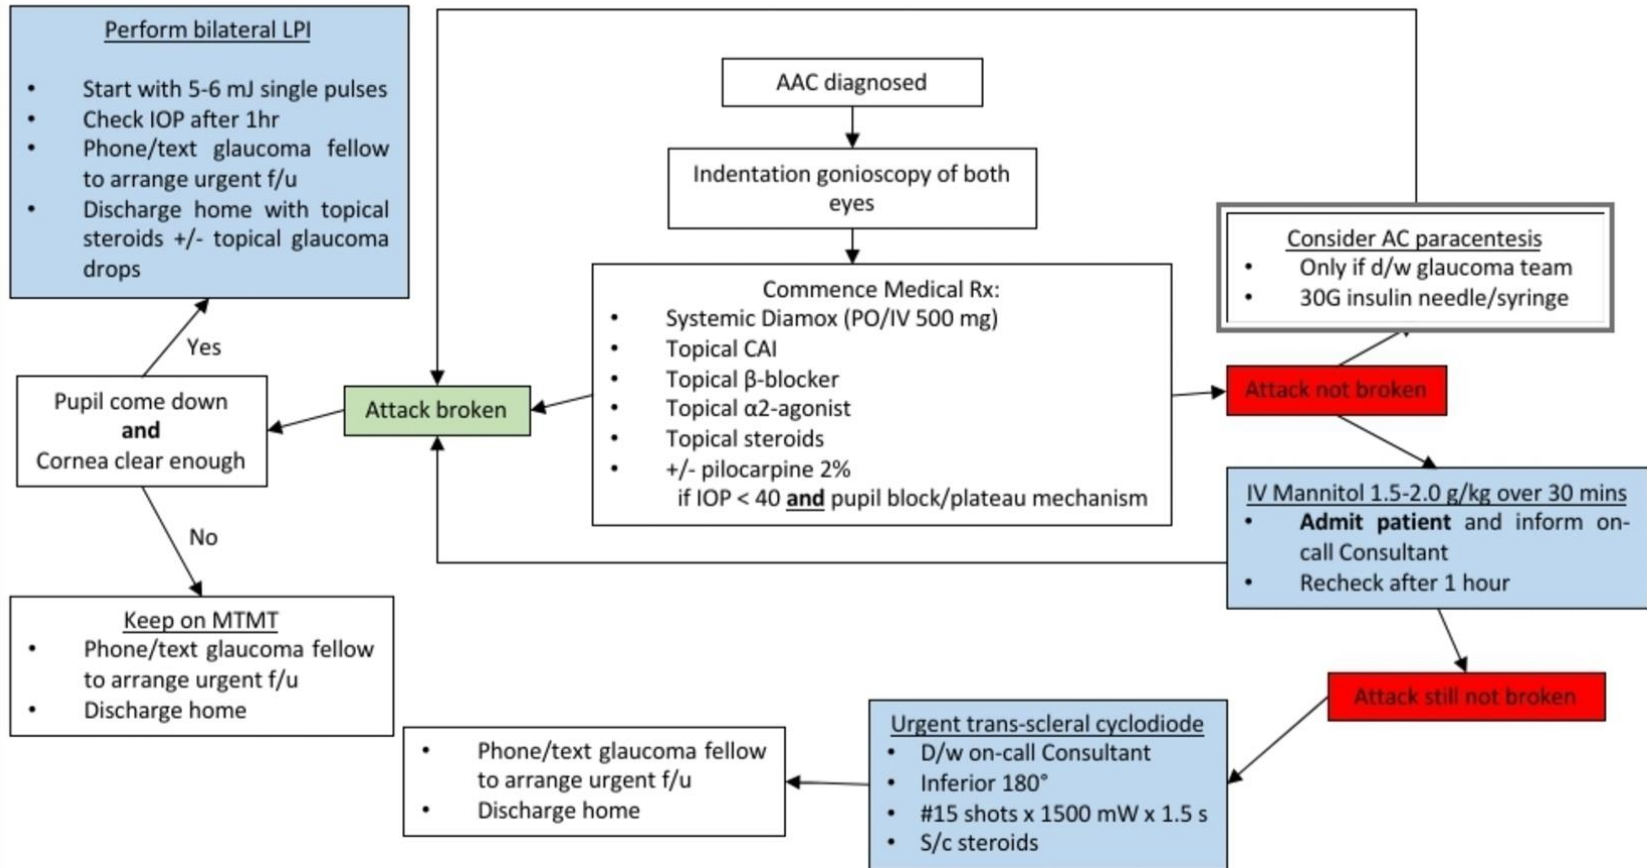 Perform bilateral LPI
• Start with 5-6 mJ single pulses
• Check IOP after 1hr
• Phone/text glaucoma fellow
to arrange urgent f/u
• Discharge home with topical
steroids +/- topical glaucoma
drops
AAC diagnosed
Indentation gonioscopy of both
eyes
Consider AC paracentesis
• Only if d/w glaucoma team
• 30G insulin needle/syringe
Commence Medical Rx:
• Systemic Diamox (PO/IV 500 mg)
• Topical CAI
• Topical β-blocker
• Topical α2-agonist
• Topical steroids
• +/- pilocarpine 2%
if IOP < 40 and pupil block/plateau mechanism
Yes
Pupil come down
and
Cornea clear enough
Attack broken
Attack not broken
No
IV Mannitol 1.5-2.0 g/kg over 30 mins
• Admit patient and inform on-
call Consultant
• Recheck after 1 hour
Keep on MTMT
• Phone/text glaucoma fellow
to arrange urgent f/u
• Discharge home
Attack still not broken
Urgent trans-scleral cyclodiode
• D/w on-call Consultant
• Inferior 180°
• #15 shots x 1500 mW x 1.5 s
• S/c steroids
• Phone/text glaucoma fellow
to arrange urgent f/u
• Discharge home